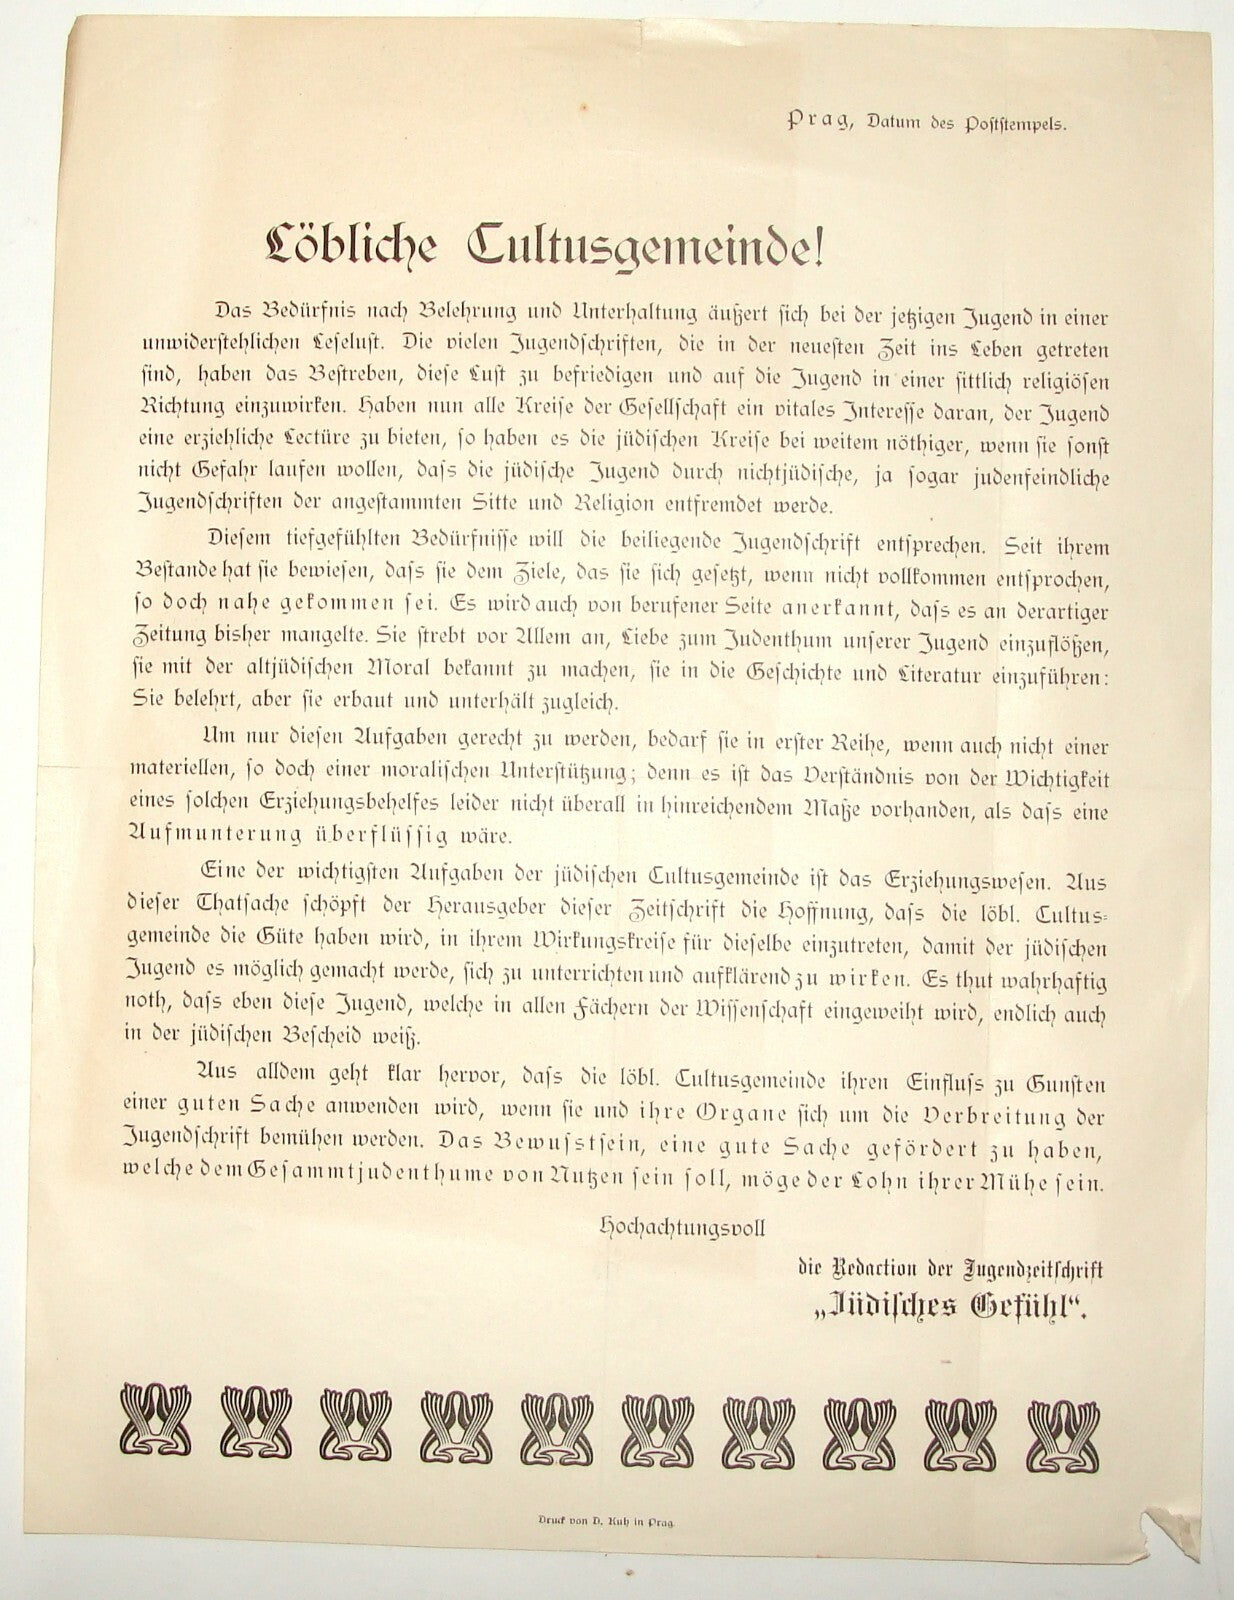 Prag, Datum des Poststempels.
Löbliche Cultusgemeinde!
Das Bedürfnis nach Belehrung und Unterhaltung äußert sich bei der jetzigen Jugend in einer
unwiderstehlichen Leselust. Die vielen Jugendschriften, die in der neuesten Zeit ins Leben getreten
sind, haben das Bestreben, diese Lust zu befriedigen und auf die Jugend in einer sittlich religiösen
Richtung einzuwirken. Haben nun alle Kreise der Gesellschaft ein vitales Interesse daran, der Jugend
eine erziehliche Lectüre zu bieten, so haben es die jüdischen Kreise bei weitem nöthiger, wenn sie sonst
nicht Gefahr laufen wollen, dass die jüdische Jugend durch nichtjüdische, ja sogar judenfeindliche
Jugendschriften der angestammten Sitte und Religion entfremdet werde.
Diesem tiefgefühlten Bedürfnisse will die beiliegende Jugendschrift entsprechen. Seit ihrem
Bestande hat sie bewiesen, dass sie dem Ziele, das sie sich gesetzt, wenn nicht vollkommen entsprochen,
so doch nahe gekommen sei. Es wird auch von berufener Seite anerkannt, dass es an derartiger
Zeitung bisher mangelte. Sie strebt vor Allem an, Liebe zum Judenthum unserer Jugend einzuflößen,
sie mit der altjüdischen Moral bekannt zu machen, sie in die Geschichte und Literatur einzuführen:
Sie belehrt, aber sie erbaut und unterhält zugleich.
Um nur diesen Aufgaben gerecht zu werden, bedarf sie in erster Reihe, wenn auch nicht einer
materiellen, so doch einer moralischen Unterstützung; denn es ist das Verständnis von der Wichtigkeit
eines solchen Erziehungsbehelfes leider nicht überall in hinreichendem Maße vorhanden, als dass eine
Aufmunterung überflüssig wäre.
Eine der wichtigsten Aufgaben der jüdischen Cultusgemeinde ist das Erziehungswesen. Aus
dieser Thatsache schöpft der Herausgeber dieser Zeitschrift die Hoffnung, dass die löbl. Cultus-
gemeinde die Güte haben wird, in ihrem Wirkungskreise für dieselbe einzutreten, damit der jüdischen
Jugend es möglich gemacht werde, sich zu unterrichten und aufklärend zu wirken. Es thut wahrhaftig
noth, dass eben diese Jugend, welche in allen Fächern der Wissenschaft eingeweiht wird, endlich auch
in der jüdischen Bescheid weiß.
Aus alldem geht klar hervor, dass die löbl. Cultusgemeinde ihren Einfluss zu Gunsten
einer guten Sache anwenden wird, wenn sie und ihre Organe sich um die Verbreitung der
Jugendschrift bemühen werden. Das Bewusstsein, eine gute Sache gefördert zu haben,
welche dem Gesammtjudenthume von Nutzen sein soll, möge der Lohn ihrer Mühe sein.
Hochachtungsvoll
die Redaction der Jugendzeitschrift
„Jüdisches Gefühl“.
Druck von D. Kuh in Prag.